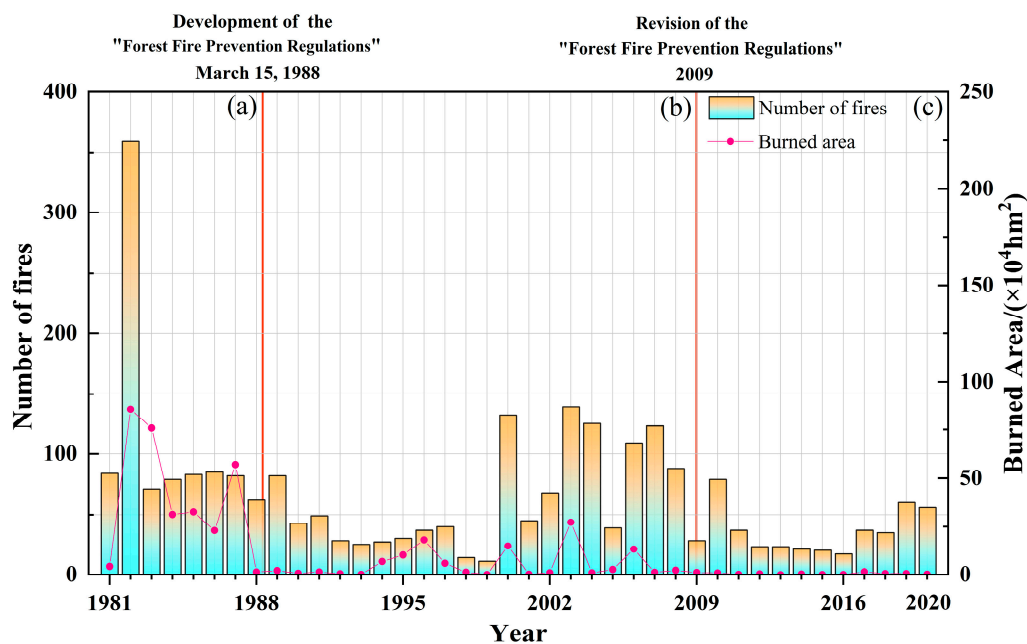 Development of the
"Forest Fire Prevention Regulations"
March 15, 1988
Revision of the
"Forest Fire Prevention Regulations"
2009
(a)
(b)
(c)
Number of fires
Burned area
400
300
200
100
0
Number of fires
250
200
150
100
50
0
Burned Area/(×10⁴hm²)
1981
1988
1995
2002
2009
2016
2020
Year